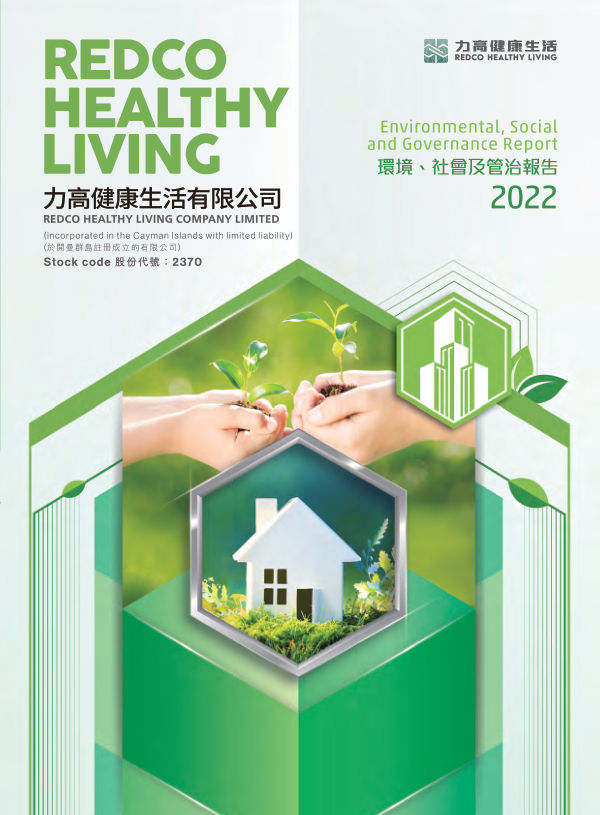 REDCO
HEALTHY
LIVING
力高健康生活有限公司
REDCO HEALTHY LIVING COMPANY LIMITED
(incorporated in the Cayman Islands with limited liability)
(於開曼群島註冊成立的有限公司)
Stock code 股份代號：2370
力高健康生活
REDCO HEALTHY LIVING
Environmental, Social
and Governance Report
環境、社會及管治報告
2022